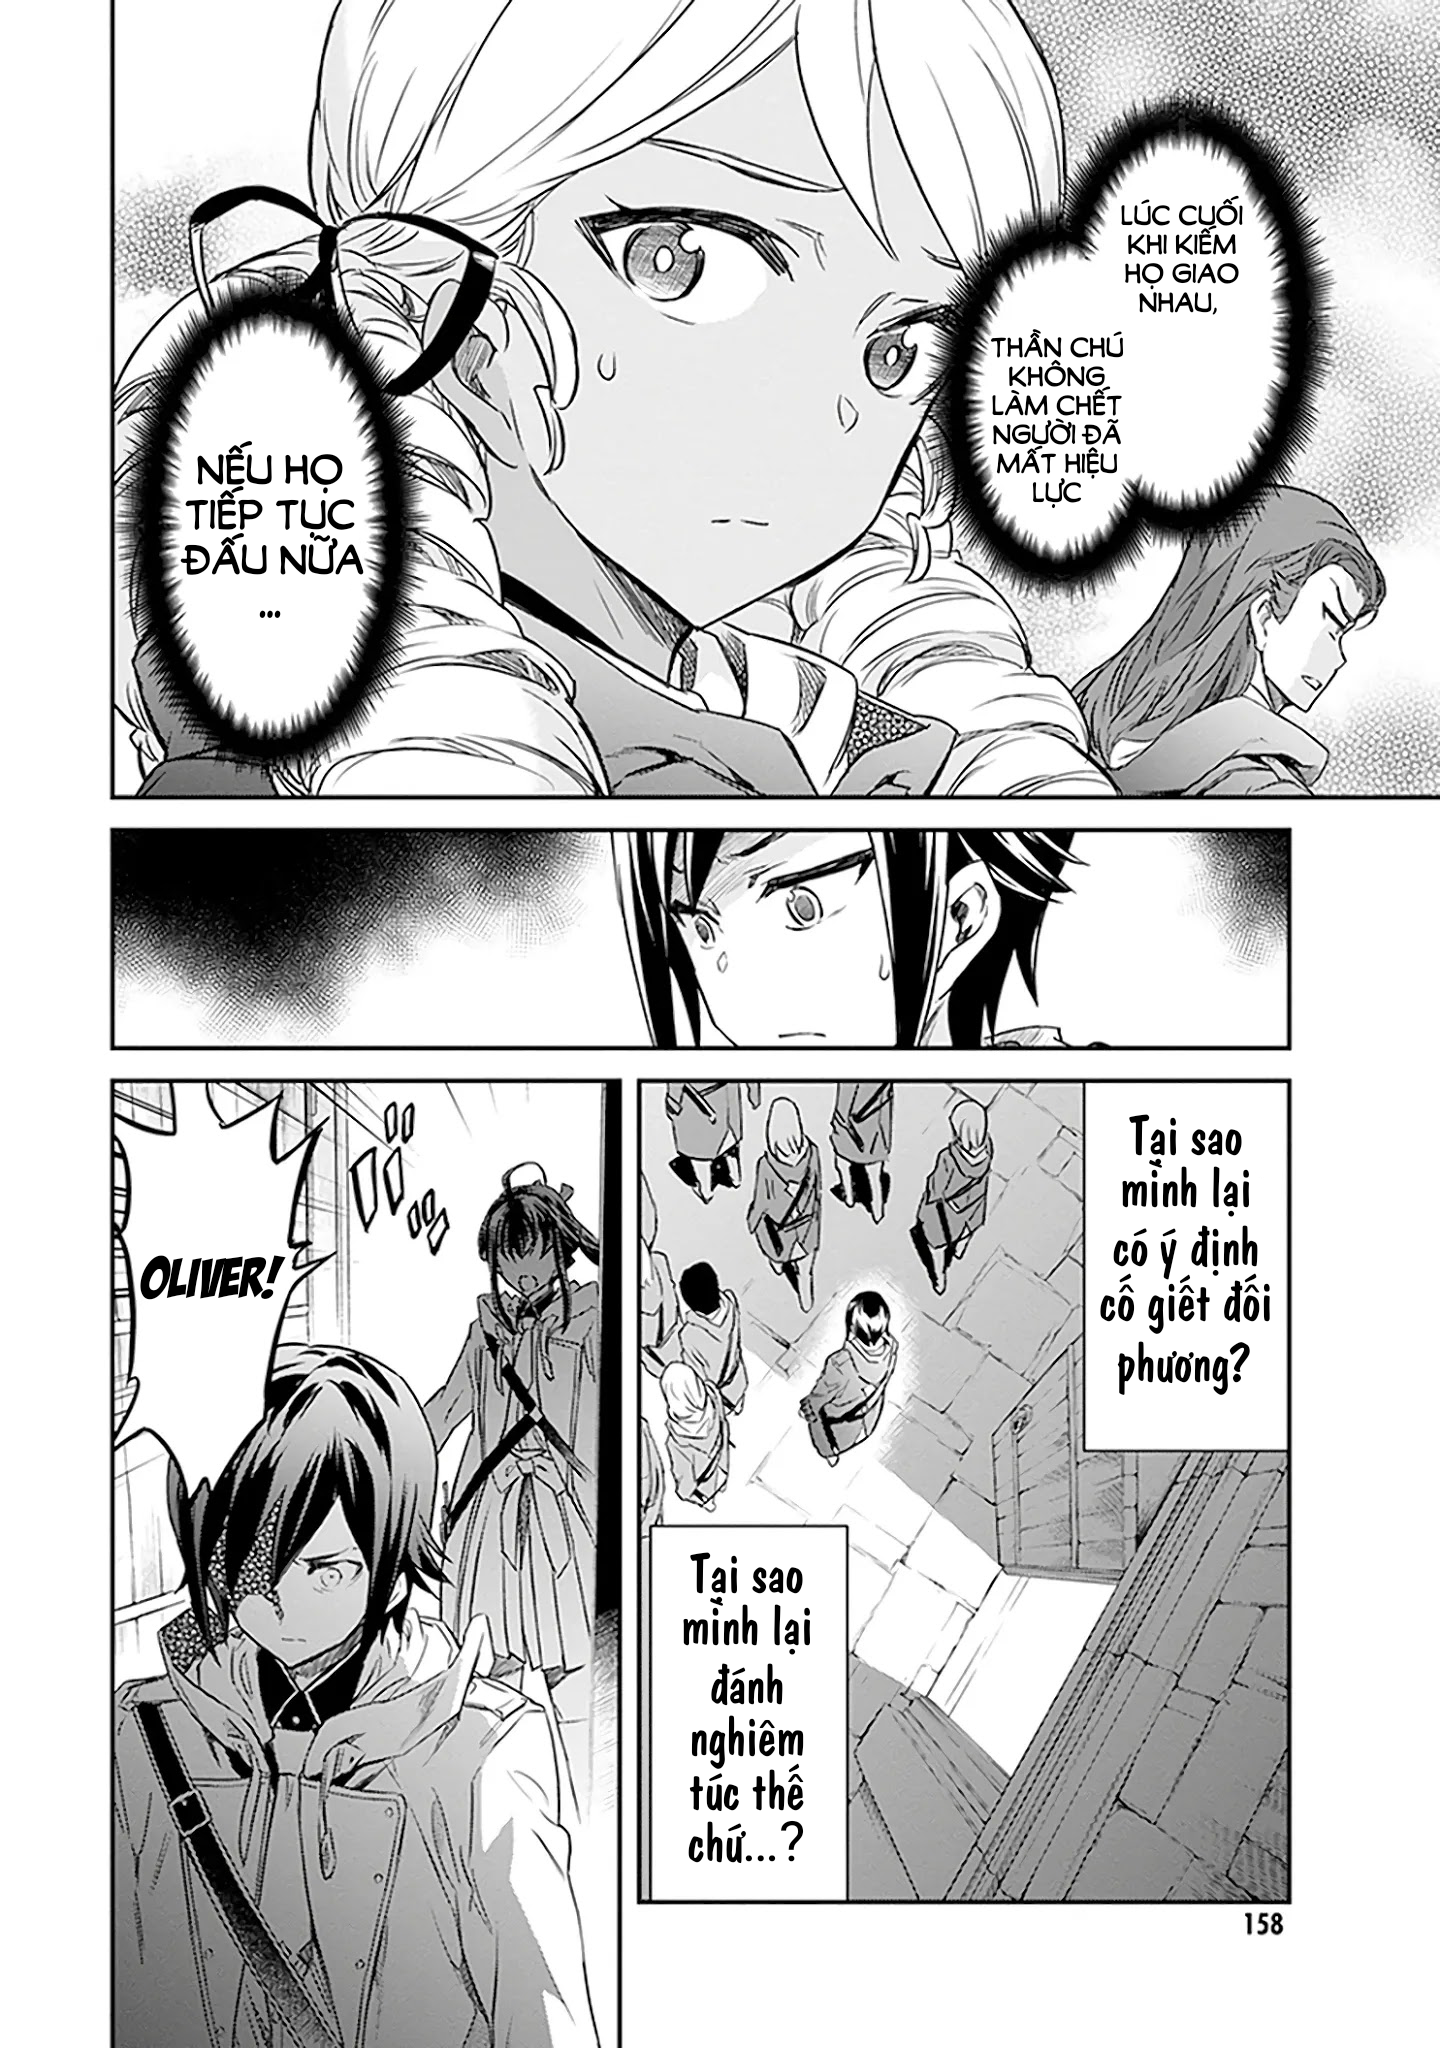 LÚC CUỐI
KHI KIẾM
HỌ GIAO
NHAU,
THẦN CHÚ
KHÔNG
LÀM CHẾT
NGƯỜI ĐÃ
MẤT HIỆU
LỰC
NẾU HỌ
TIẾP TỤC
ĐẤU NỮA
...
Tại sao
mình lại
có ý định
cố giết đối
phương?
Tại sao
mình lại
đánh
nghiêm
túc thế
chứ...?
OLIVER!
158